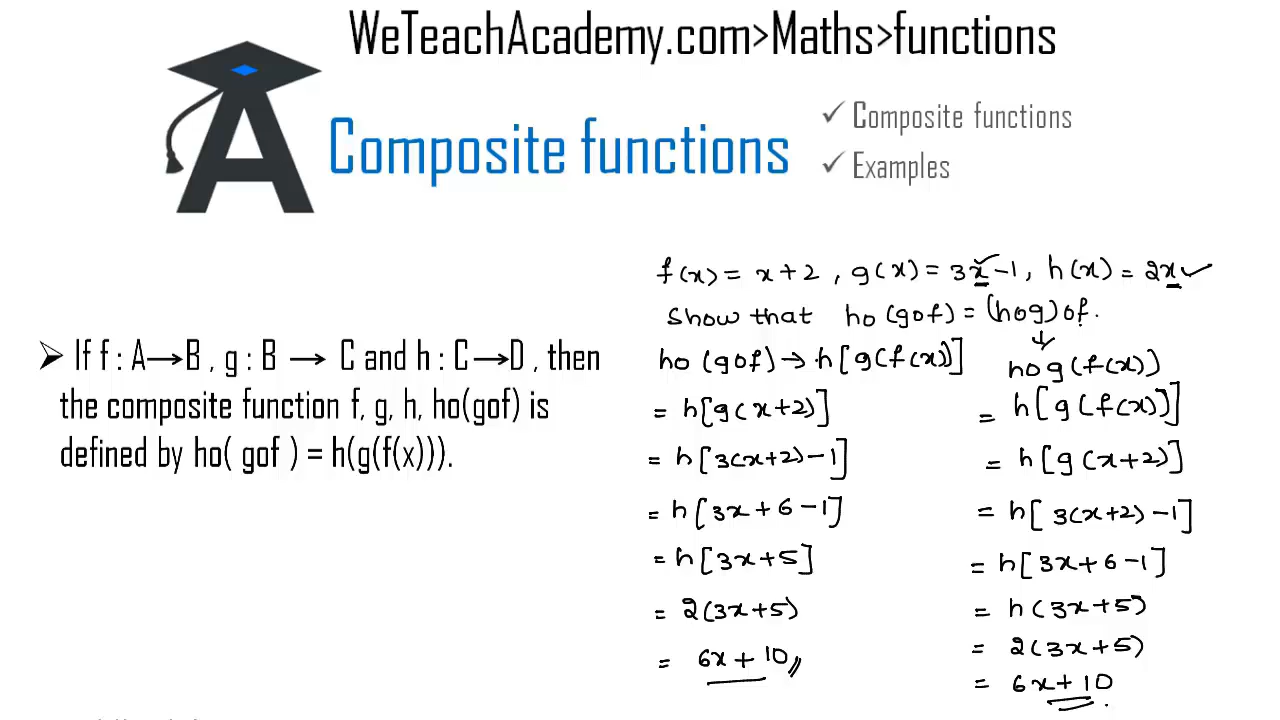 WeTeachAcademy.com>Maths>functions
A
Composite functions
✓ Composite functions
✓ Examples
➢ If f : A→B , g : B → C and h : C→D , then
the composite function f, g, h, ho(gof) is
defined by ho( gof ) = h(g(f(x))).
f(x) = x+2 , g(x) = 3x-1, h(x) = 2x
Show that ho(gof) = (hog)of.
ho(gof) → h[g(f(x))]
= h[g(x+2)]
= h[3(x+2)-1]
= h[3x+6-1]
= h[3x+5]
= 2(3x+5)
= 6x+10
↓
hog(f(x))
= h[g(f(x))]
= h[g(x+2)]
= h[3(x+2)-1]
= h[3x+6-1]
= h(3x+5)
= 2(3x+5)
= 6x+10